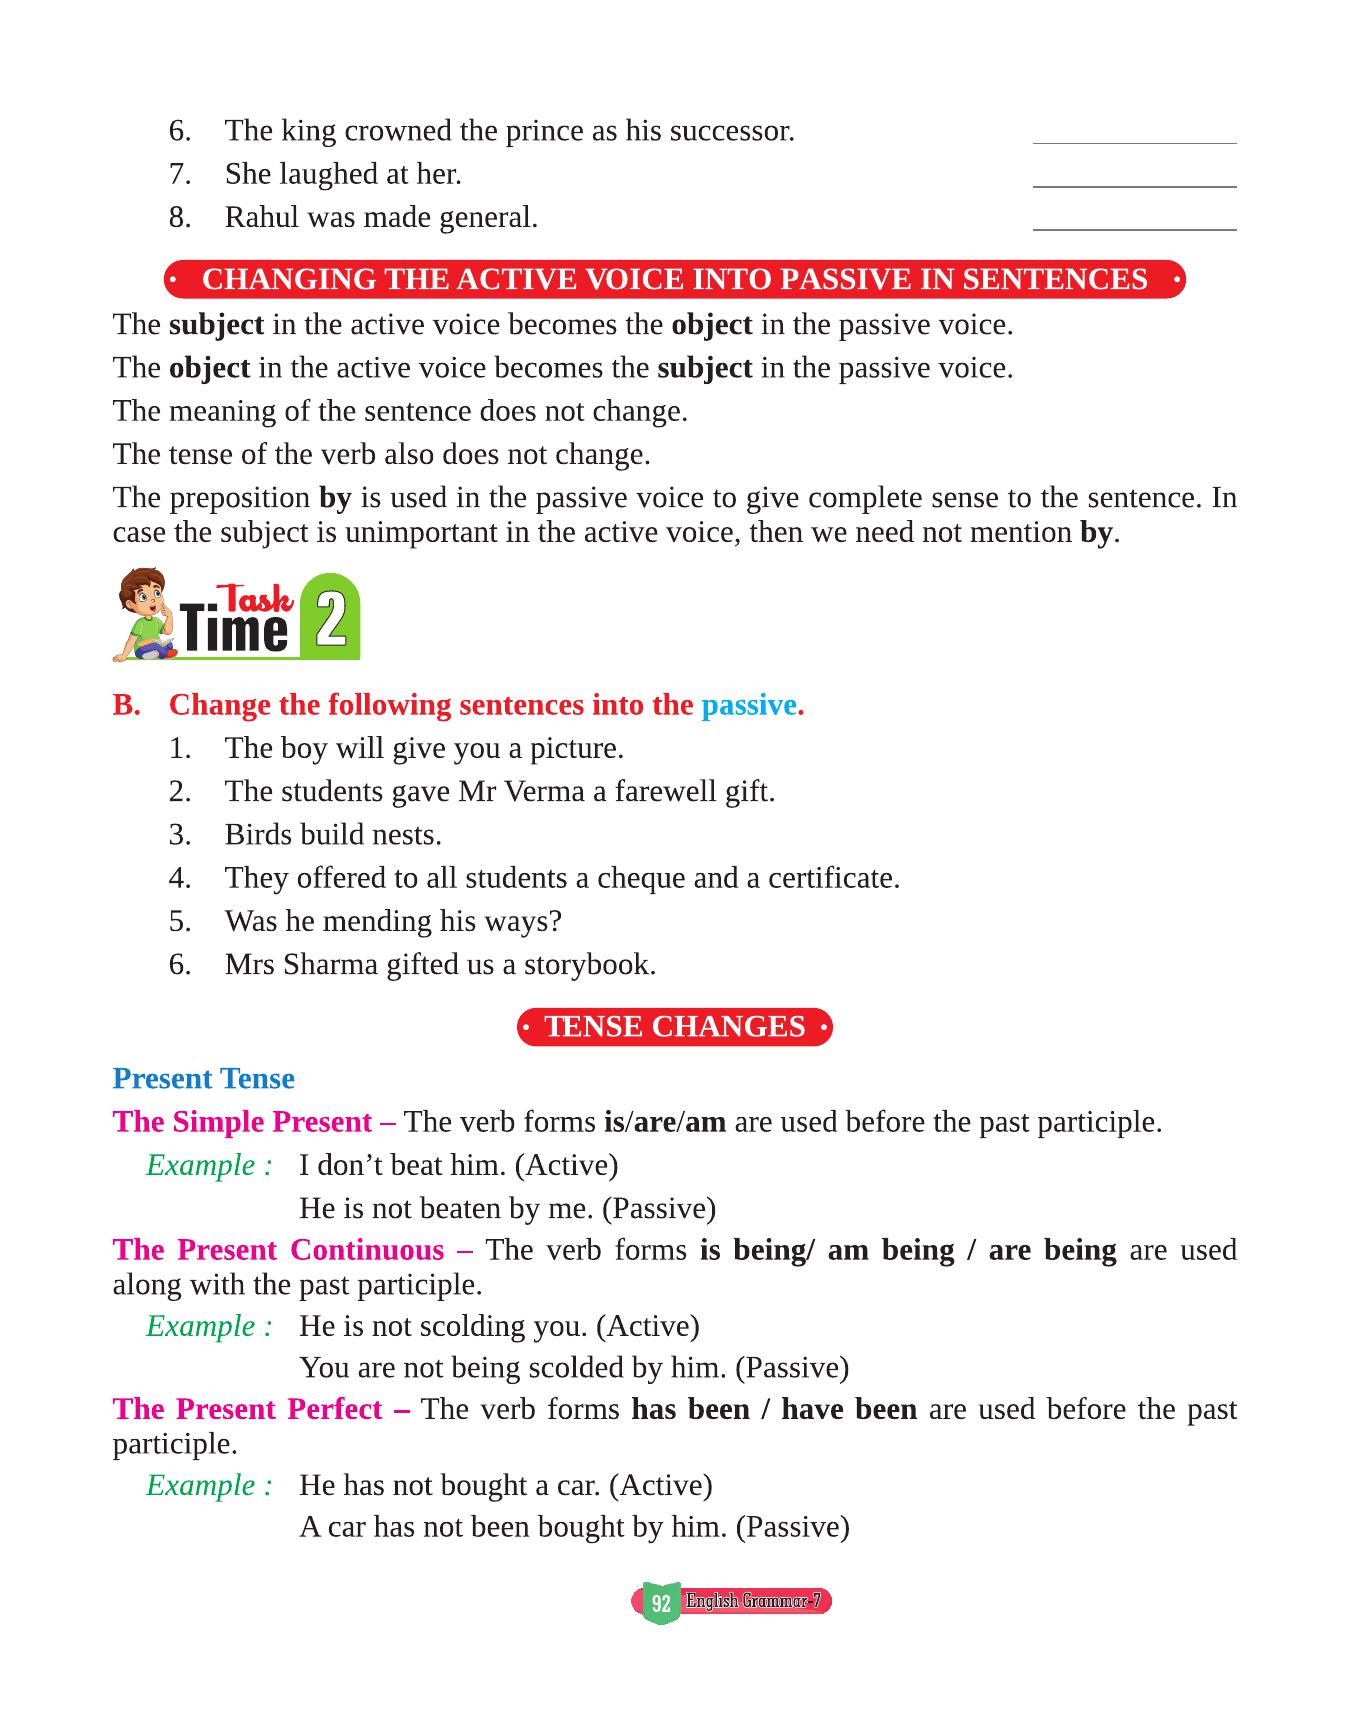 6. The king crowned the prince as his successor.
7. She laughed at her.
8. Rahul was made general.
CHANGING THE ACTIVE VOICE INTO PASSIVE IN SENTENCES
The subject in the active voice becomes the object in the passive voice.
The object in the active voice becomes the subject in the passive voice.
The meaning of the sentence does not change.
The tense of the verb also does not change.
The preposition by is used in the passive voice to give complete sense to the sentence. In
case the subject is unimportant in the active voice, then we need not mention by.
Task
Time 2
B. Change the following sentences into the passive.
1. The boy will give you a picture.
2. The students gave Mr Verma a farewell gift.
3. Birds build nests.
4. They offered to all students a cheque and a certificate.
5. Was he mending his ways?
6. Mrs Sharma gifted us a storybook.
TENSE CHANGES
Present Tense
The Simple Present – The verb forms is/are/am are used before the past participle.
Example : I don’t beat him. (Active)
He is not beaten by me. (Passive)
The Present Continuous – The verb forms is being/ am being / are being are used
along with the past participle.
Example : He is not scolding you. (Active)
You are not being scolded by him. (Passive)
The Present Perfect – The verb forms has been / have been are used before the past
participle.
Example : He has not bought a car. (Active)
A car has not been bought by him. (Passive)
92 English Grammar-7